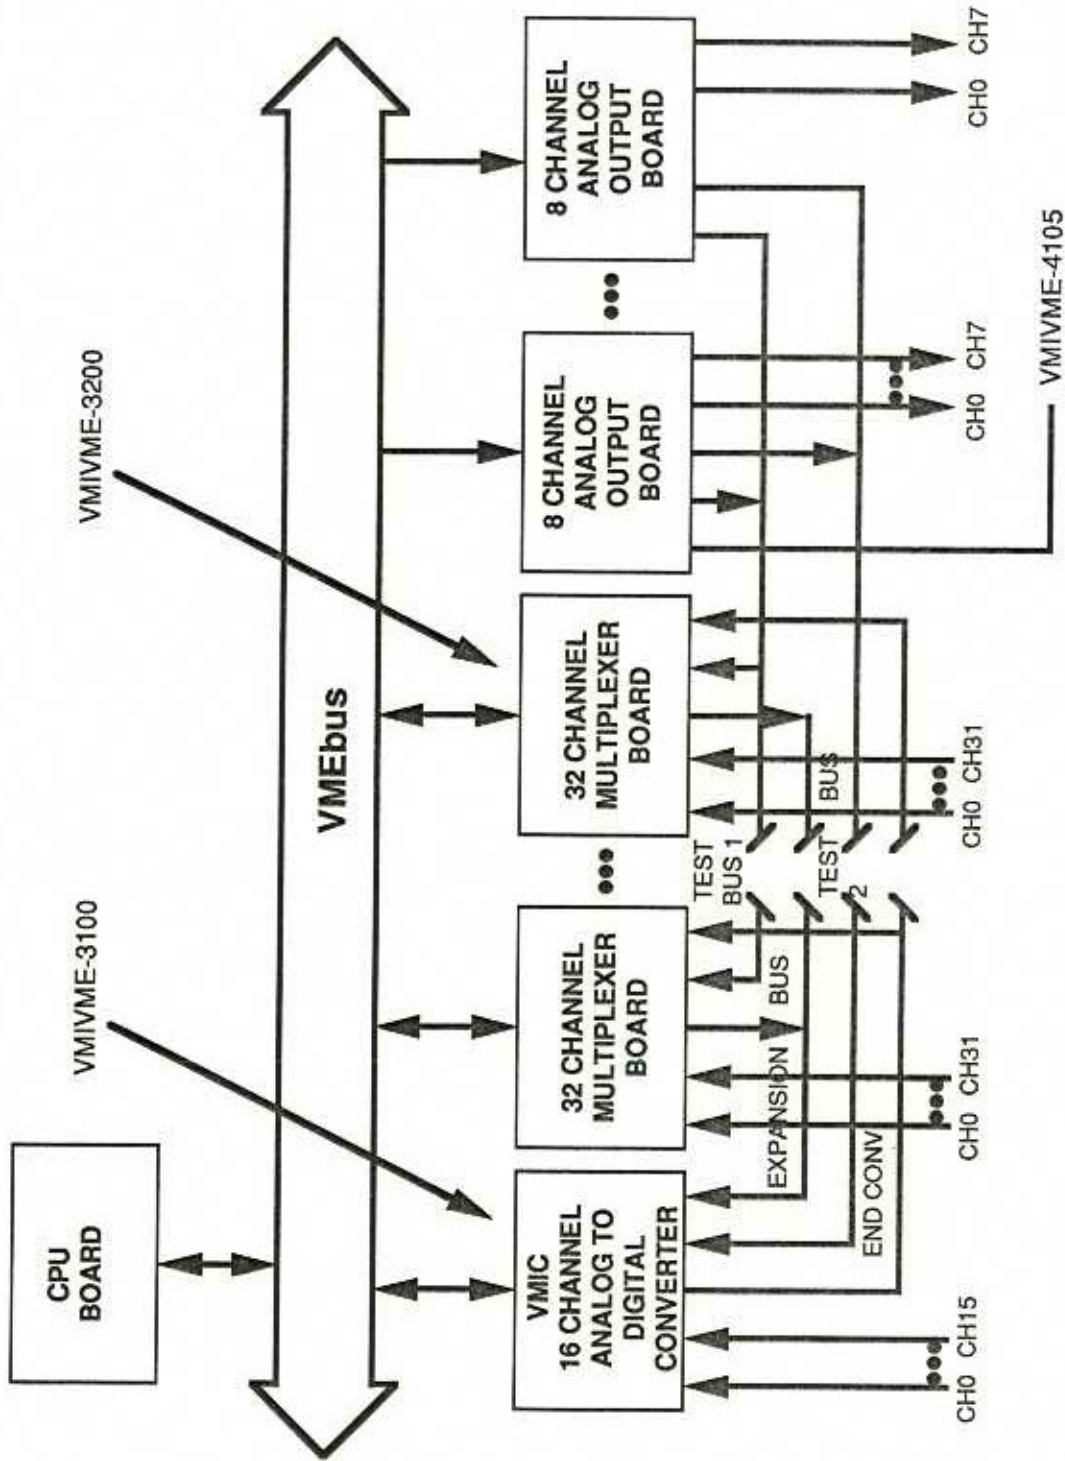 CPU
BOARD
VMIVME-3100
VMIVME-3200
VMEbus
VMIC
16 CHANNEL
ANALOG TO
DIGITAL
CONVERTER
32 CHANNEL
MULTIPLEXER
BOARD
32 CHANNEL
MULTIPLEXER
BOARD
8 CHANNEL
ANALOG
OUTPUT
BOARD
8 CHANNEL
ANALOG
OUTPUT
BOARD
TEST
BUS 1
EXPANSION
BUS
BUS
TEST
2
END CONV
CH0
CH15
CH0
CH31
CH0
CH31
CH0
CH7
CH0
CH7
VMIVME-4105